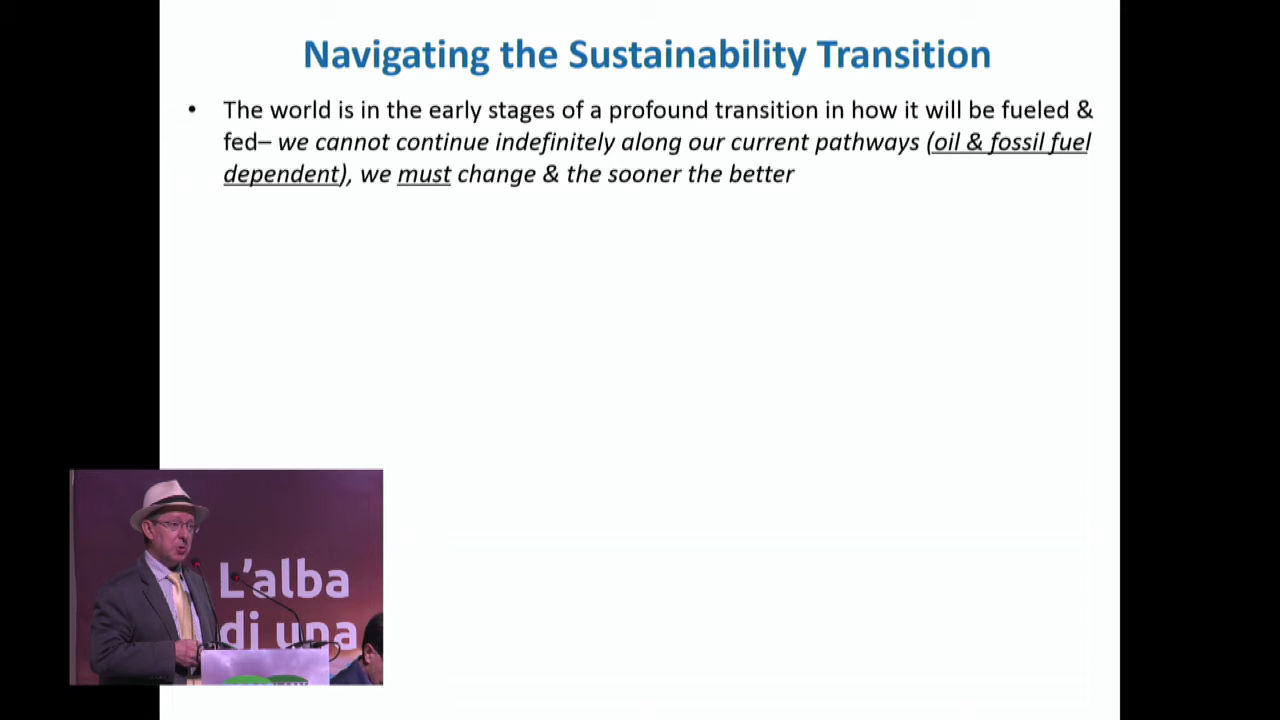 Navigating the Sustainability Transition
• The world is in the early stages of a profound transition in how it will be fueled &
fed– we cannot continue indefinitely along our current pathways (oil & fossil fuel
dependent), we must change & the sooner the better
L'alba
di una